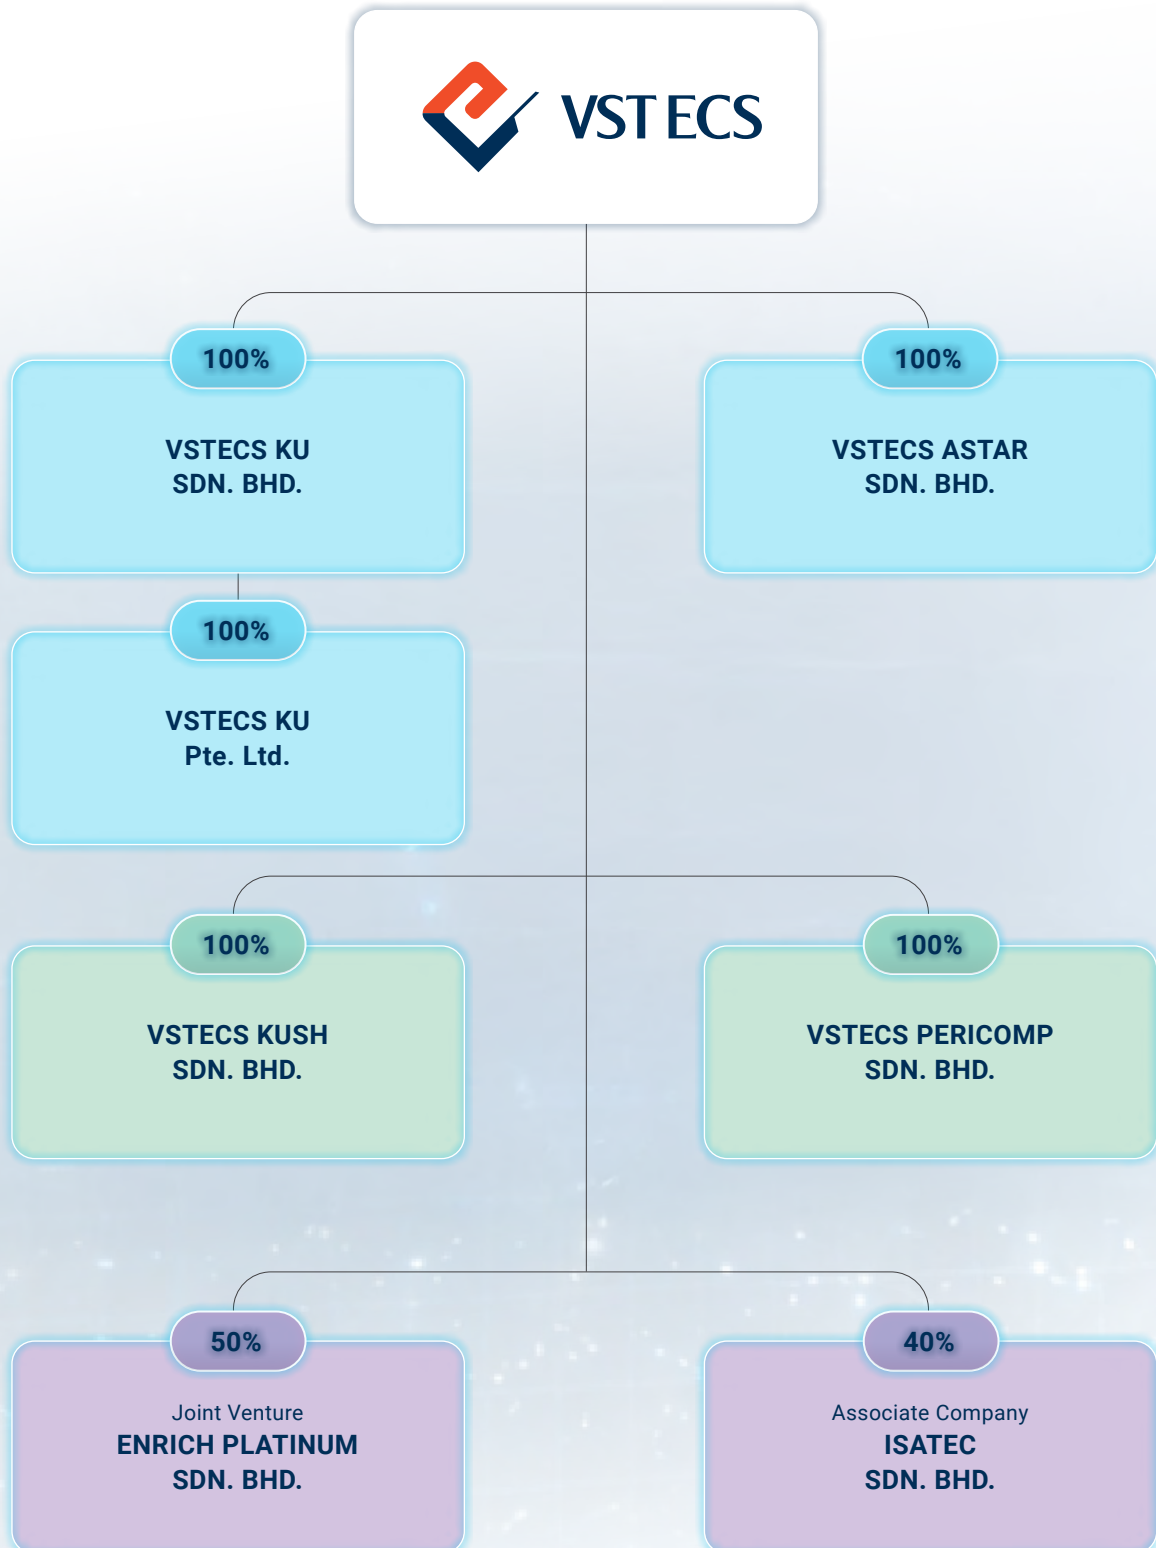 VSTECS
100%
VSTECS KU
SDN. BHD.
100%
VSTECS ASTAR
SDN. BHD.
100%
VSTECS KU
Pte. Ltd.
100%
VSTECS KUSH
SDN. BHD.
100%
VSTECS PERICOMP
SDN. BHD.
50%
Joint Venture
ENRICH PLATINUM
SDN. BHD.
40%
Associate Company
ISATEC
SDN. BHD.